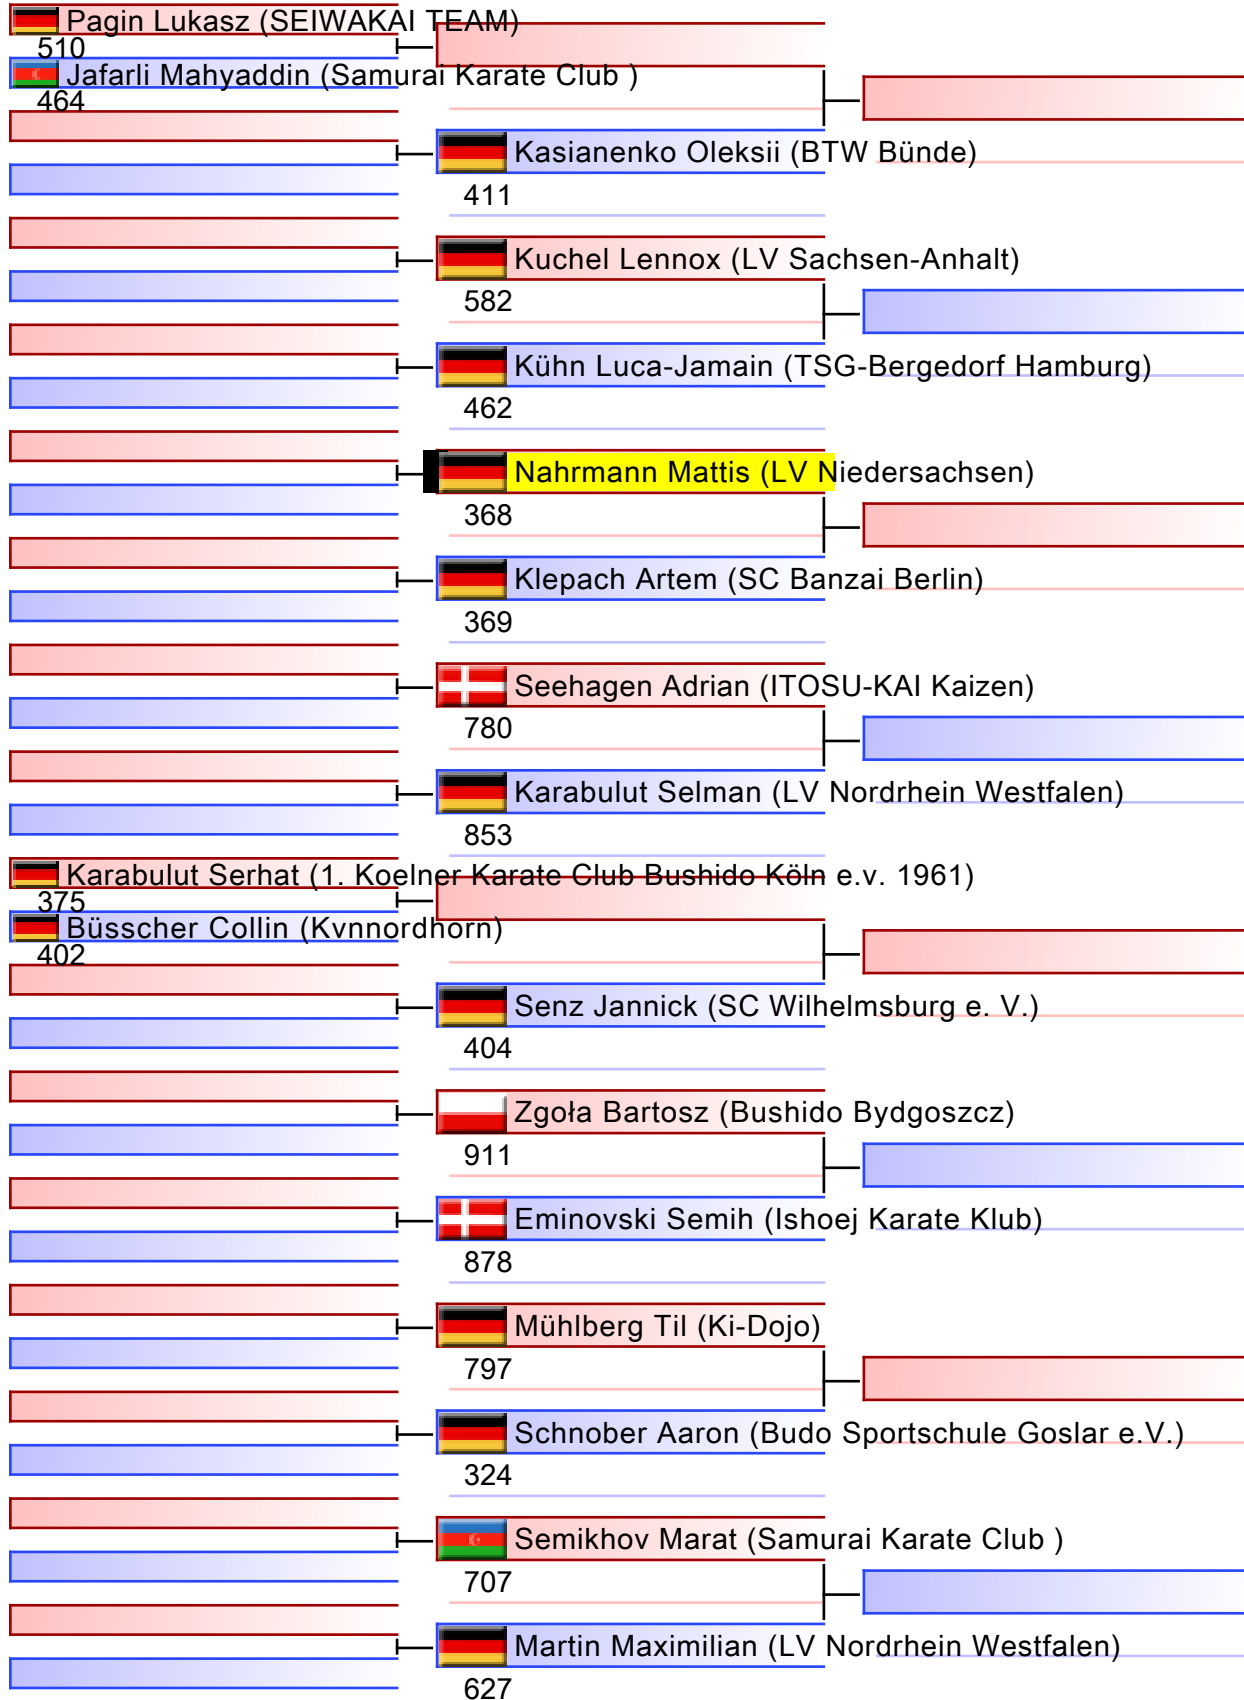 Pagin Lukasz (SEIWAKAI TEAM)
510
Jafarli Mahyaddin (Samurai Karate Club )
464
Kasianenko Oleksii (BTW Bünde)
411
Kuchel Lennox (LV Sachsen-Anhalt)
582
Kühn Luca-Jamain (TSG-Bergedorf Hamburg)
462
Nahrmann Mattis (LV Niedersachsen)
368
Klepach Artem (SC Banzai Berlin)
369
Seehagen Adrian (ITOSU-KAI Kaizen)
780
Karabulut Selman (LV Nordrhein Westfalen)
853
Karabulut Serhat (1. Koelner Karate Club Bushido Köln e.v. 1961)
375
Büsscher Collin (Kvnnordhorn)
402
Senz Jannick (SC Wilhelmsburg e. V.)
404
Zgoła Bartosz (Bushido Bydgoszcz)
911
Eminovski Semih (Ishoej Karate Klub)
878
Mühlberg Til (Ki-Dojo)
797
Schnober Aaron (Budo Sportschule Goslar e.V.)
324
Semikhov Marat (Samurai Karate Club )
707
Martin Maximilian (LV Nordrhein Westfalen)
627